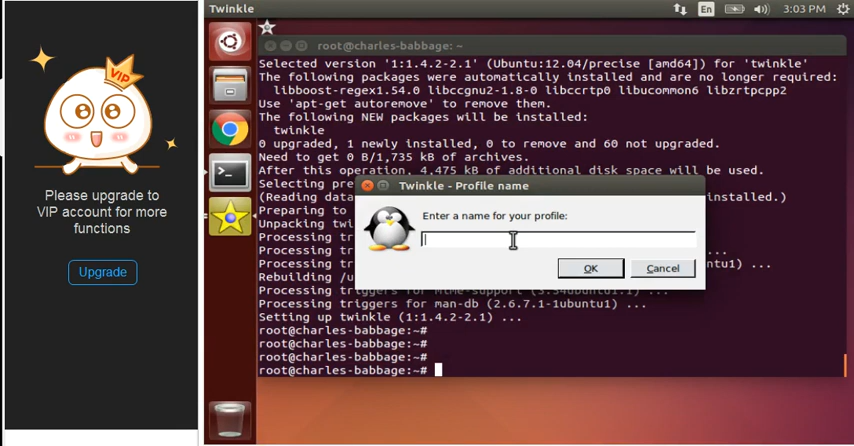 VIP
Please upgrade to
VIP account for more
functions
Upgrade
Twinkle
En
3:03 PM
root@charles-babbage: ~
Selected version '1:1.4.2-2.1' (Ubuntu:12.04/precise [amd64]) for 'twinkle'
The following packages were automatically installed and are no longer required:
libboost-regex1.54.0 libccgnu2-1.8-0 libccrtp0 libucommon6 libzrtpcpp2
Use 'apt-get autoremove' to remove them.
The following NEW packages will be installed:
twinkle
0 upgraded, 1 newly installed, 0 to remove and 60 not upgraded.
Need to get 0 B/1,735 kB of archives.
After this operation, 4,475 kB of additional disk space will be used.
Selecting pre
(Reading data installed.)
Preparing to
Unpacking twi
Processing tri ...
Processing tri
Processing tri ntu1) ...
Rebuilding /u
Processing triggers for mime-support (3.54ubuntu1.1) ...
Processing triggers for man-db (2.6.7.1-1ubuntu1) ...
Setting up twinkle (1:1.4.2-2.1) ...
root@charles-babbage:~#
root@charles-babbage:~#
root@charles-babbage:~#
root@charles-babbage:~#
Twinkle - Profile name
Enter a name for your profile:
OK
Cancel